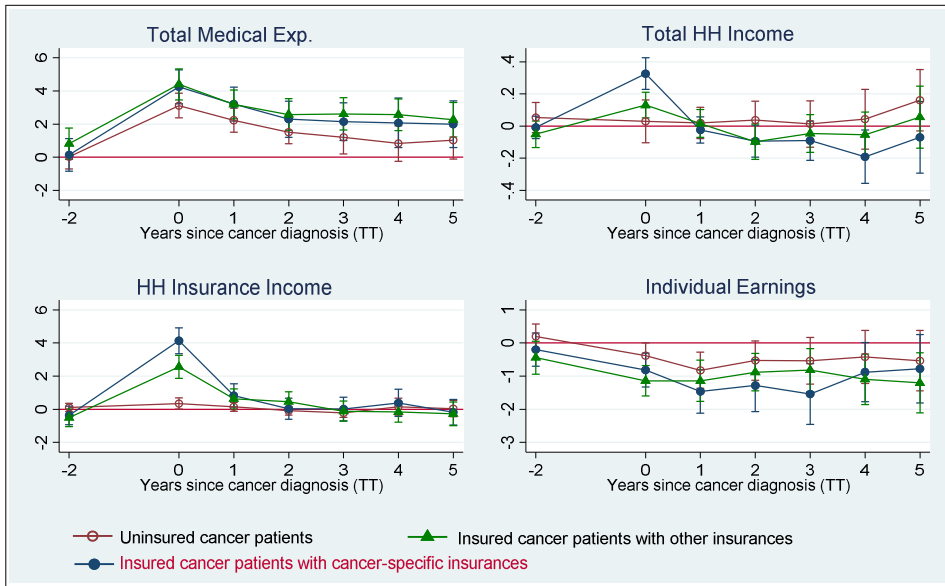 Total Medical Exp.
6
4
2
0
-2
-2 0 1 2 3 4 5
Years since cancer diagnosis (TT)
Total HH Income
.4
.2
0
-.2
-.4
-2 0 1 2 3 4 5
Years since cancer diagnosis (TT)
HH Insurance Income
6
4
2
0
-2
-2 0 1 2 3 4 5
Years since cancer diagnosis (TT)
Individual Earnings
1
0
-1
-2
-3
-2 0 1 2 3 4 5
Years since cancer diagnosis (TT)
Uninsured cancer patients
Insured cancer patients with other insurances
Insured cancer patients with cancer-specific insurances